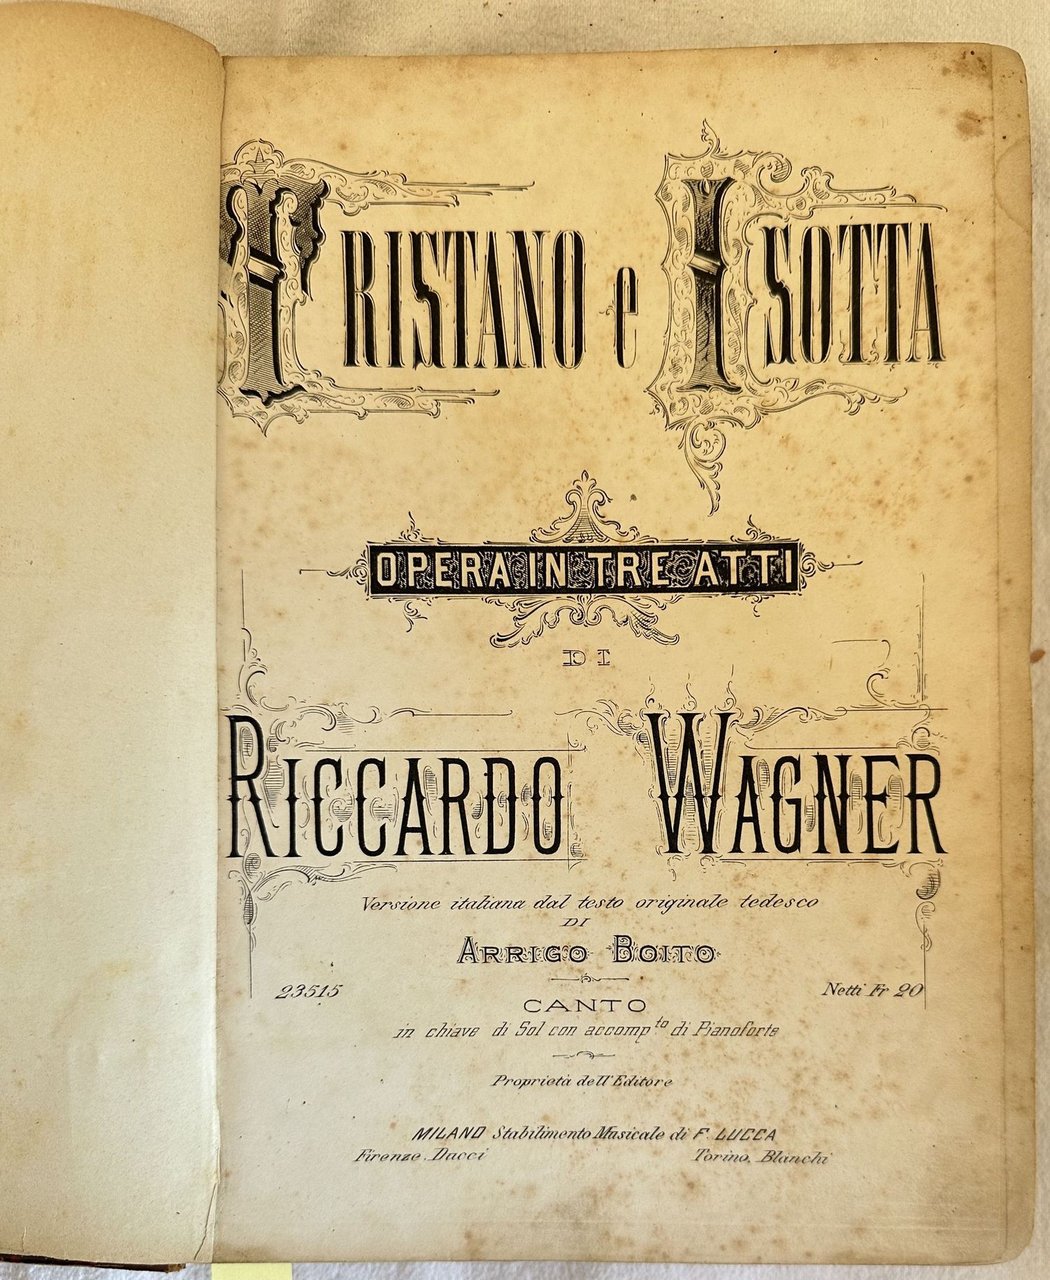 TRISTANO e ISOTTA
OPERA IN TRE ATTI
DI
RICCARDO WAGNER
Versione italiana dal testo originale tedesco
DI
ARRIGO BOITO
23515 Netti Fr 20
CANTO
in chiave di Sol con accomp.to di Pianoforte
Proprietà dell'Editore
MILANO Stabilimento Musicale di F. LUCCA
Firenze. Ducci Torino. Blanchi